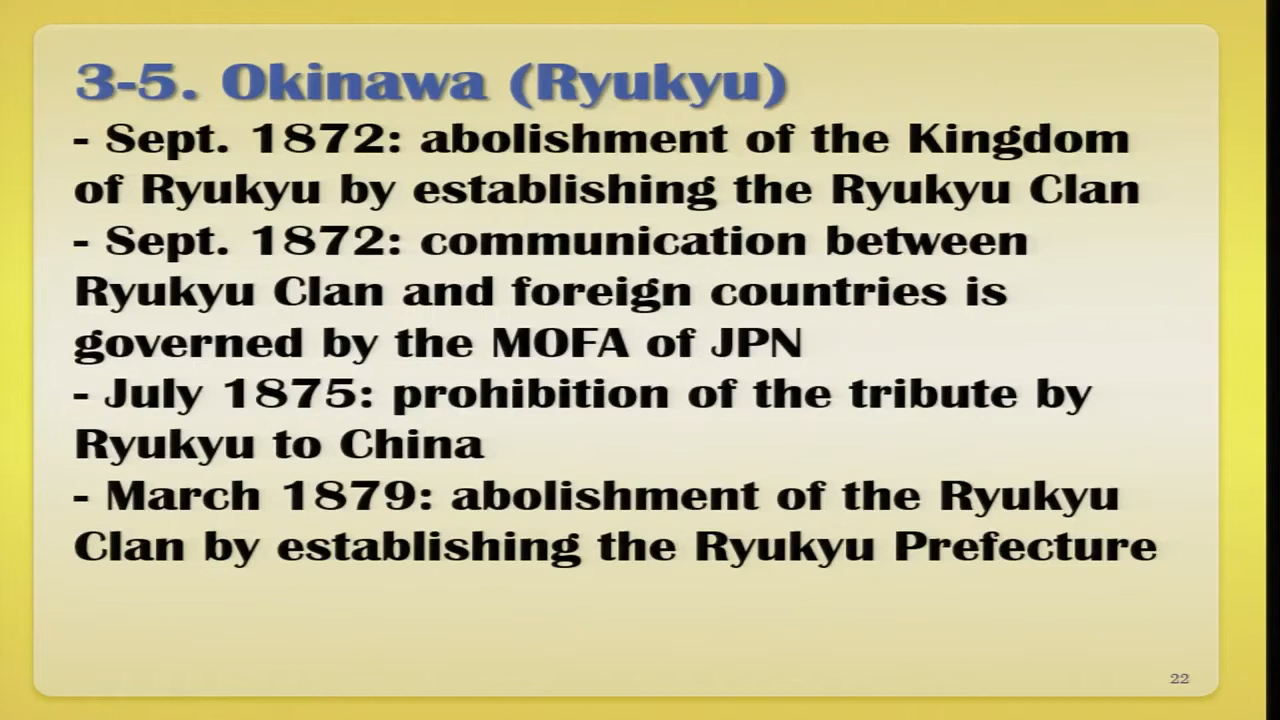 3-5. Okinawa (Ryukyu)
- Sept. 1872: abolishment of the Kingdom
of Ryukyu by establishing the Ryukyu Clan
- Sept. 1872: communication between
Ryukyu Clan and foreign countries is
governed by the MOFA of JPN
- July 1875: prohibition of the tribute by
Ryukyu to China
- March 1879: abolishment of the Ryukyu
Clan by establishing the Ryukyu Prefecture
22